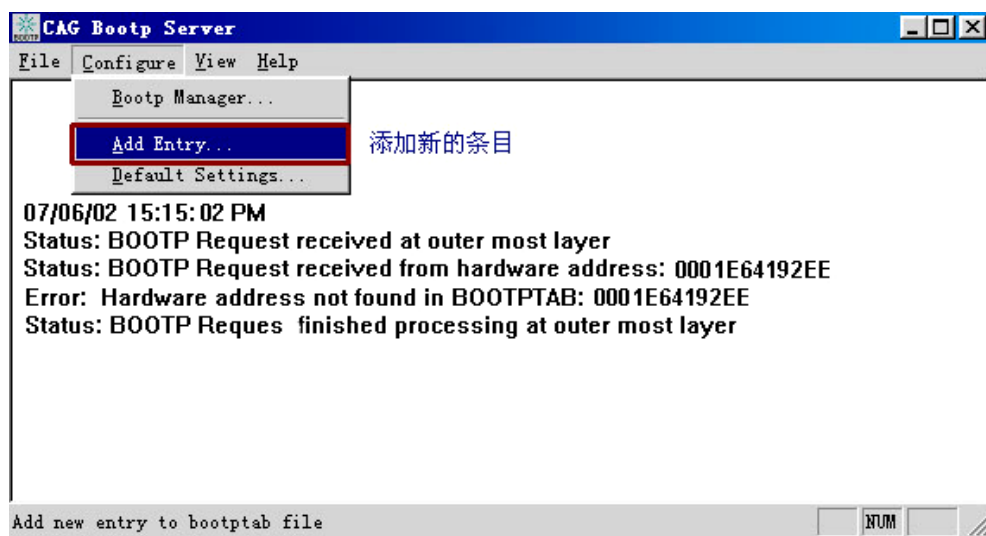 CAG Bootp Server
File Configure View Help
Bootp Manager...
Add Entry...
添加新的条目
Default Settings...
07/06/02 15:15:02 PM
Status: BOOTP Request received at outer most layer
Status: BOOTP Request received from hardware address: 0001E64192EE
Error: Hardware address not found in BOOTPTAB: 0001E64192EE
Status: BOOTP Reques finished processing at outer most layer
Add new entry to bootptab file
NUM